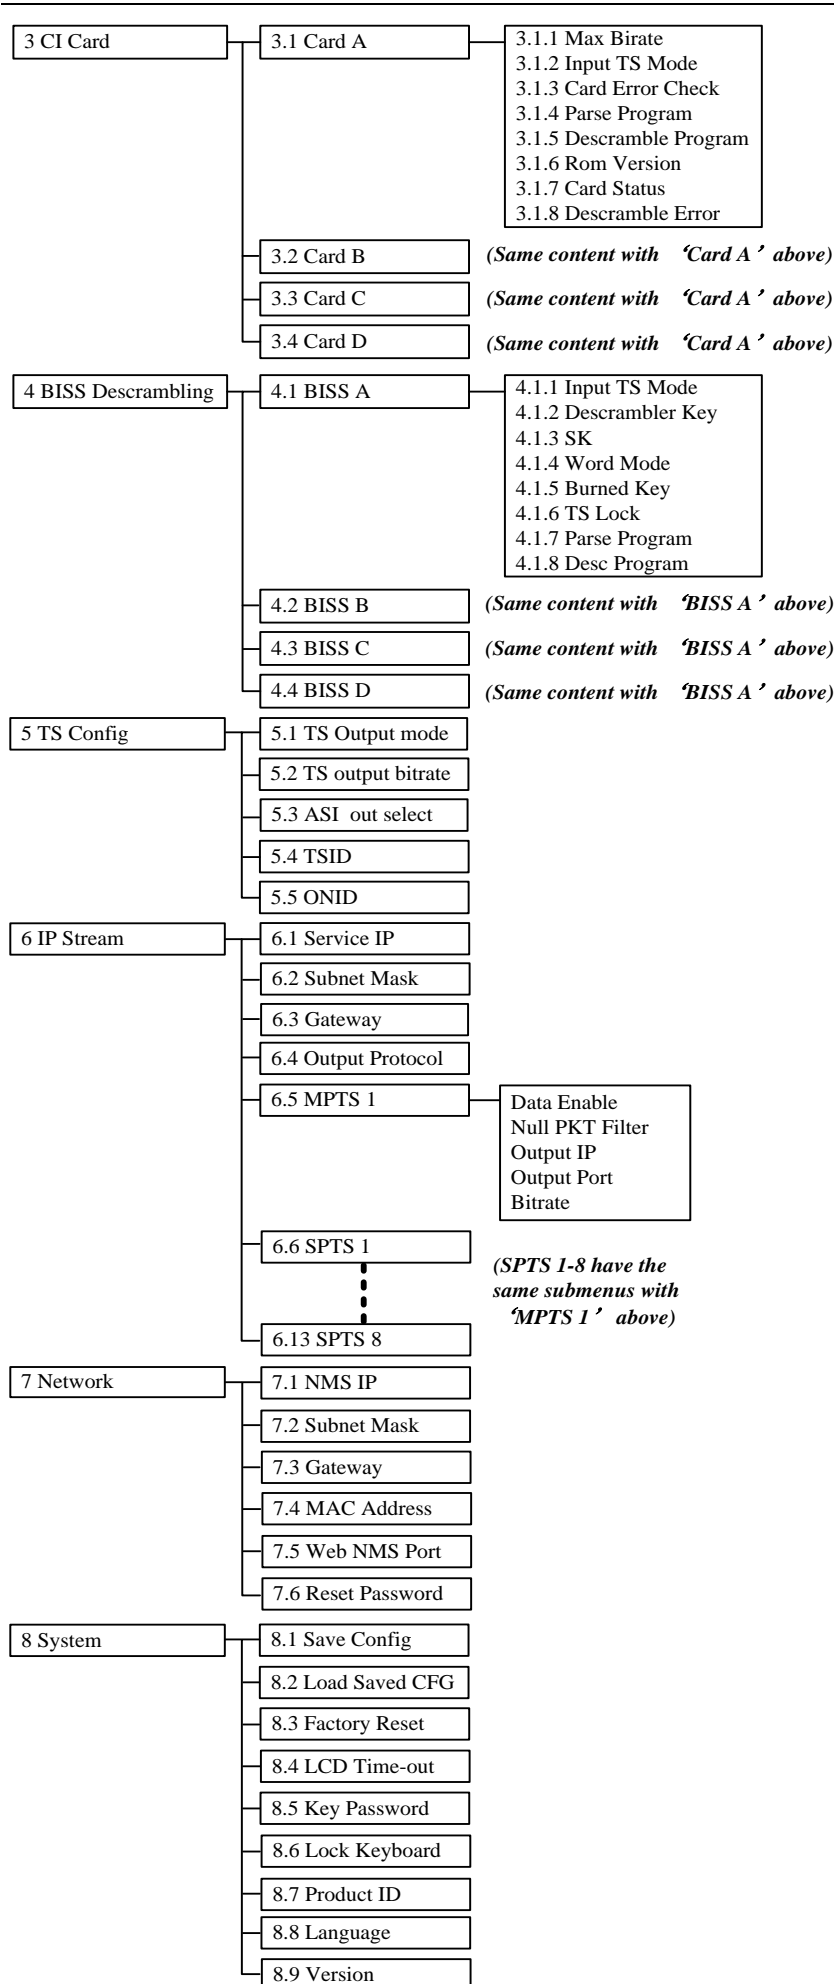 3 CI Card
3.1 Card A
3.1.1 Max Birate
3.1.2 Input TS Mode
3.1.3 Card Error Check
3.1.4 Parse Program
3.1.5 Descramble Program
3.1.6 Rom Version
3.1.7 Card Status
3.1.8 Descramble Error
3.2 Card B
(Same content with ‘Card A’ above)
3.3 Card C
(Same content with ‘Card A’ above)
3.4 Card D
(Same content with ‘Card A’ above)
4 BISS Descrambling
4.1 BISS A
4.1.1 Input TS Mode
4.1.2 Descrambler Key
4.1.3 SK
4.1.4 Word Mode
4.1.5 Burned Key
4.1.6 TS Lock
4.1.7 Parse Program
4.1.8 Desc Program
4.2 BISS B
(Same content with ‘BISS A’ above)
4.3 BISS C
(Same content with ‘BISS A’ above)
4.4 BISS D
(Same content with ‘BISS A’ above)
5 TS Config
5.1 TS Output mode
5.2 TS output bitrate
5.3 ASI out select
5.4 TSID
5.5 ONID
6 IP Stream
6.1 Service IP
6.2 Subnet Mask
6.3 Gateway
6.4 Output Protocol
6.5 MPTS 1
Data Enable
Null PKT Filter
Output IP
Output Port
Bitrate
6.6 SPTS 1
(SPTS 1-8 have the
same submenus with
‘MPTS 1’ above)
6.13 SPTS 8
7 Network
7.1 NMS IP
7.2 Subnet Mask
7.3 Gateway
7.4 MAC Address
7.5 Web NMS Port
7.6 Reset Password
8 System
8.1 Save Config
8.2 Load Saved CFG
8.3 Factory Reset
8.4 LCD Time-out
8.5 Key Password
8.6 Lock Keyboard
8.7 Product ID
8.8 Language
8.9 Version